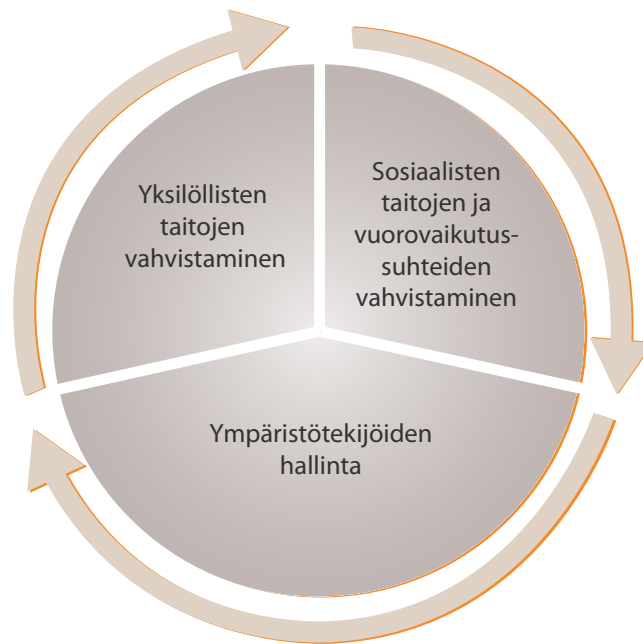 Yksilöllisten
taitojen
vahvistaminen
Sosiaalisten
taitojen ja
vuorovaikutus-
suhteiden
vahvistaminen
Ympäristötekijöiden
hallinta